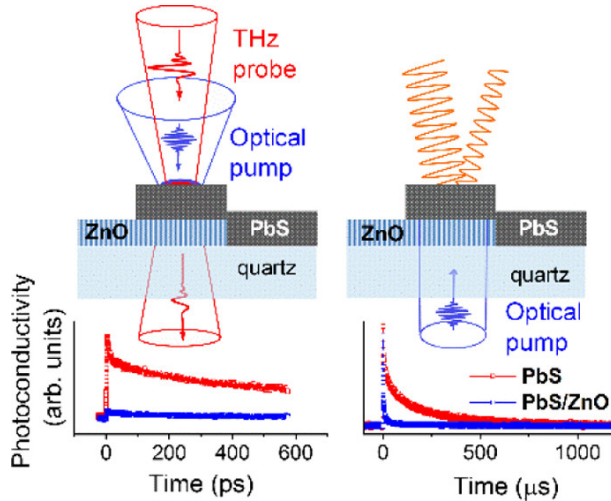 THz
probe
Optical
pump
ZnO
PbS
quartz
ZnO
PbS
quartz
Optical
pump
Photoconductivity
(arb. units)
PbS
PbS/ZnO
0 200 400 600
Time (ps)
0 500 1000
Time (μs)